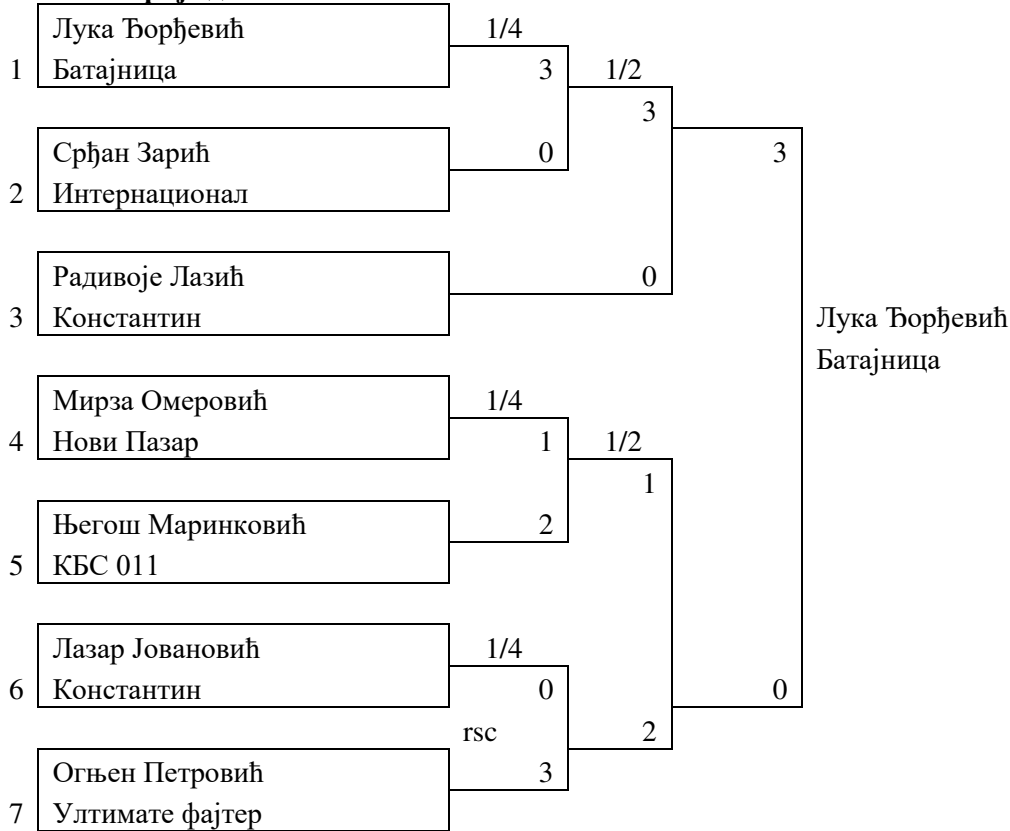 Лука Ђорђевић
1/4
1 Батајница
3
1/2
3
Срђан Зарић
0
3
2 Интернационал
Радивоје Лазић
0
3 Константин
Лука Ђорђевић
Батајница
Мирза Омеровић
1/4
4 Нови Пазар
1
1/2
1
Његош Маринковић
2
5 КБС 011
Лазар Јовановић
1/4
6 Константин
0
0
rsc
2
Огњен Петровић
3
7 Ултимате фајтер